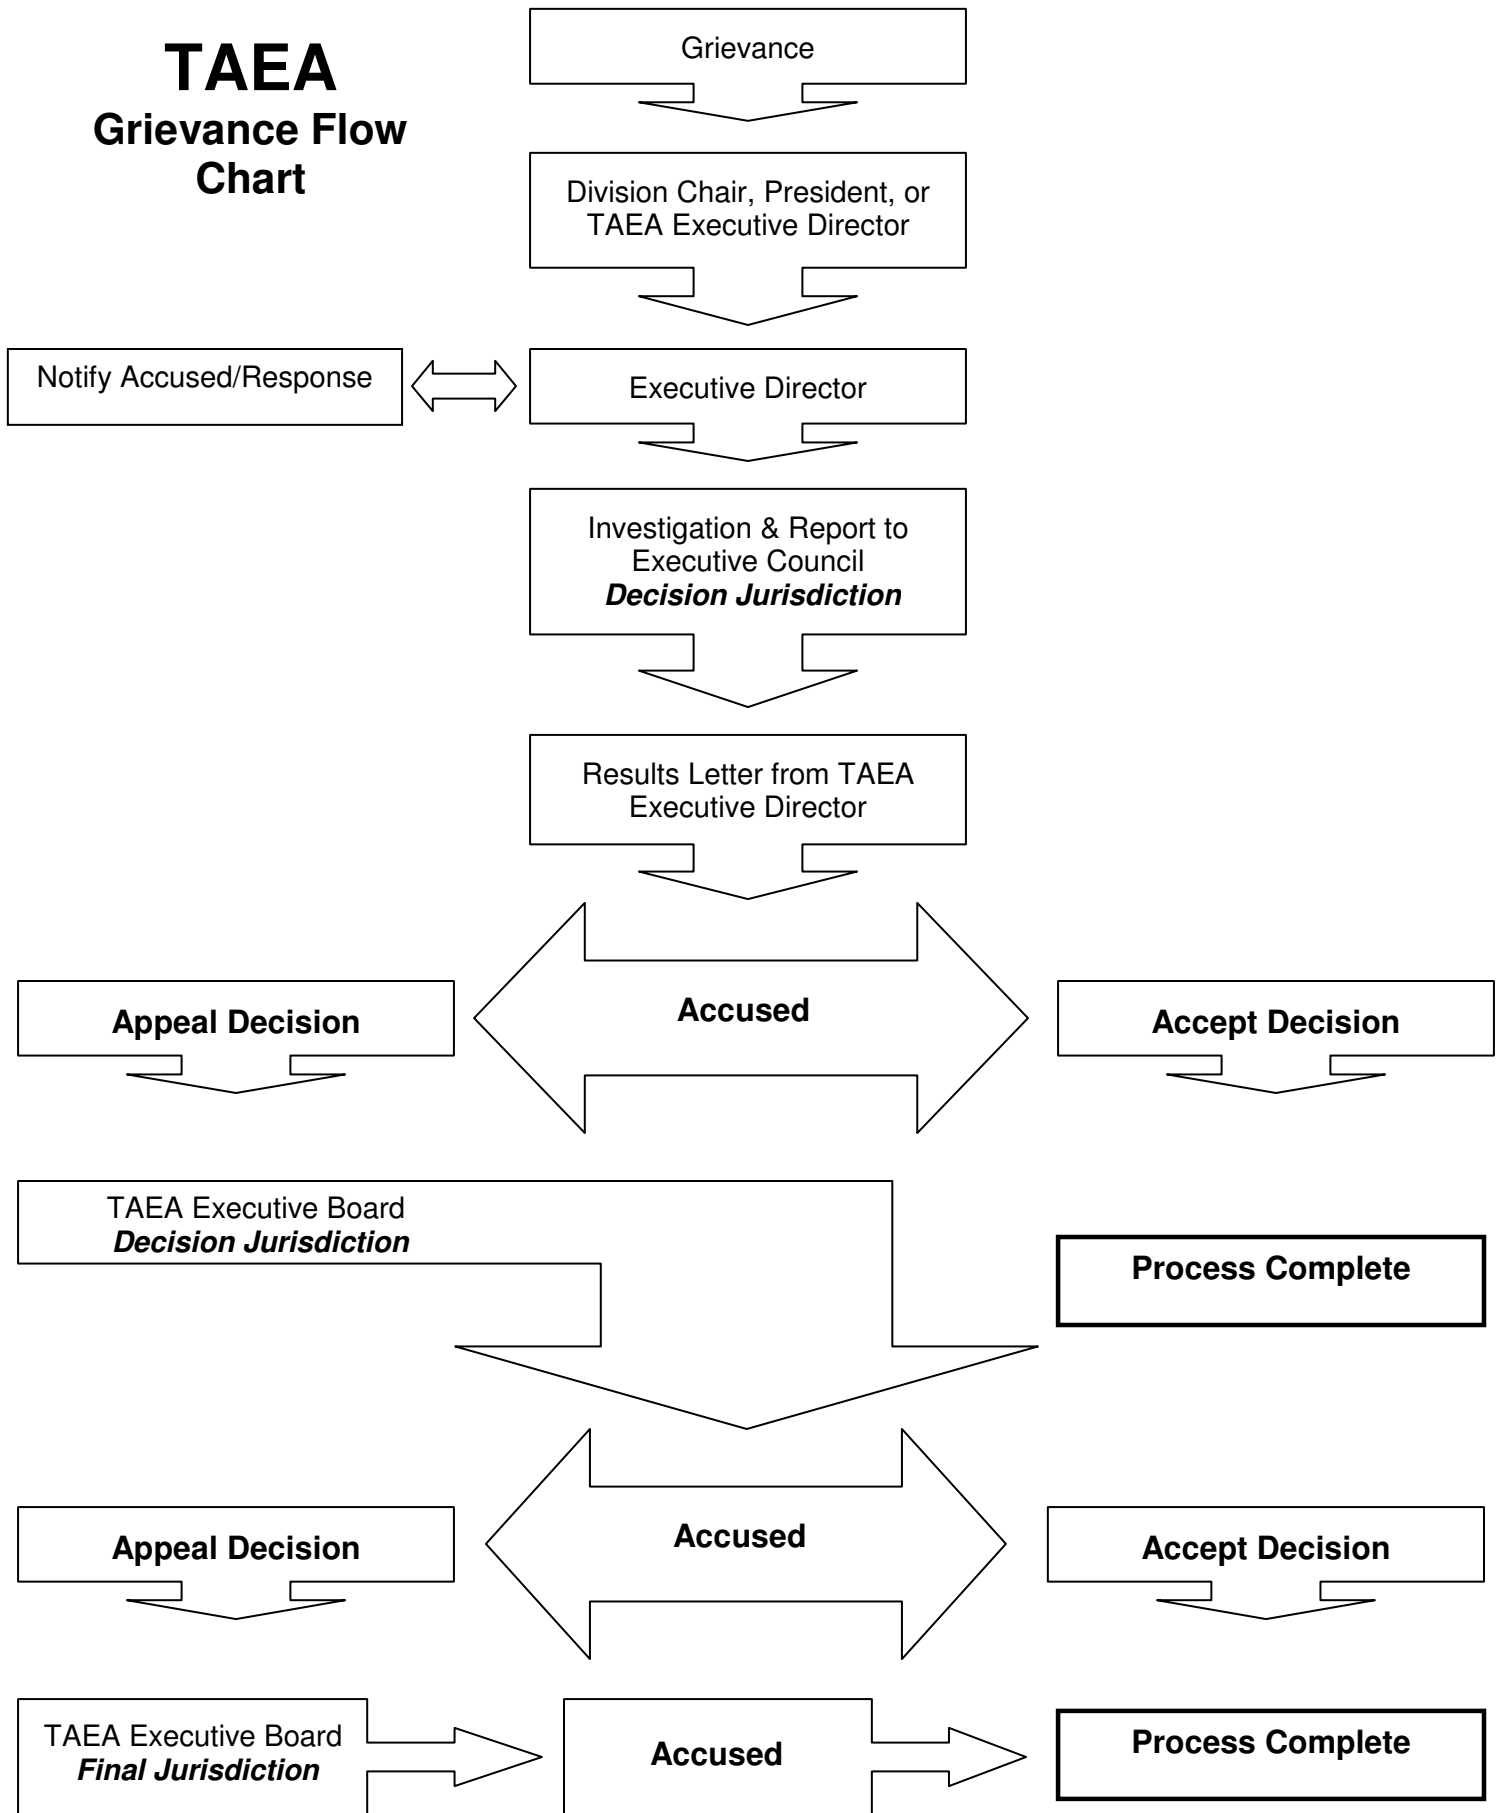 TAEA
Grievance Flow
Chart
Grievance
Division Chair, President, or
TAEA Executive Director
Notify Accused/Response
Executive Director
Investigation & Report to
Executive Council
Decision Jurisdiction
Results Letter from TAEA
Executive Director
Appeal Decision
Accused
Accept Decision
TAEA Executive Board
Decision Jurisdiction
Process Complete
Appeal Decision
Accused
Accept Decision
TAEA Executive Board
Final Jurisdiction
Accused
Process Complete